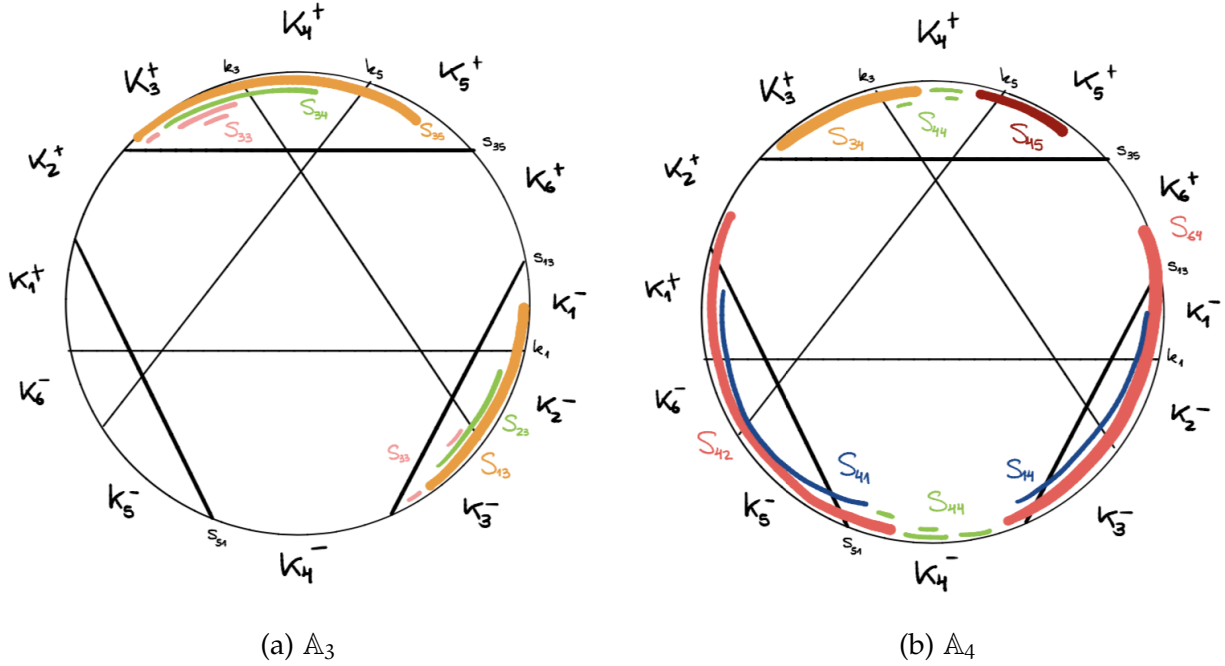 K₄⁺
K₃⁺
k₃
k₅
K₅⁺
S₃₄
S₃₃
S₃₅
s₃₅
K₂⁺
K₆⁺
s₁₃
K₁⁺
K₁⁻
k₁
K₆⁻
K₂⁻
S₂₃
S₃₃
S₁₃
K₅⁻
K₃⁻
s₅₁
K₄⁻
(a) 𝔸₃
K₄⁺
K₃⁺
k₃
k₅
K₅⁺
S₃₄
S₄₄
S₄₅
s₃₅
K₂⁺
K₆⁺
S₆₄
s₁₃
K₁⁺
K₁⁻
k₁
K₆⁻
K₂⁻
S₄₂
S₄₁
S₁₄
S₄₄
K₅⁻
K₃⁻
s₅₁
K₄⁻
(b) 𝔸₄